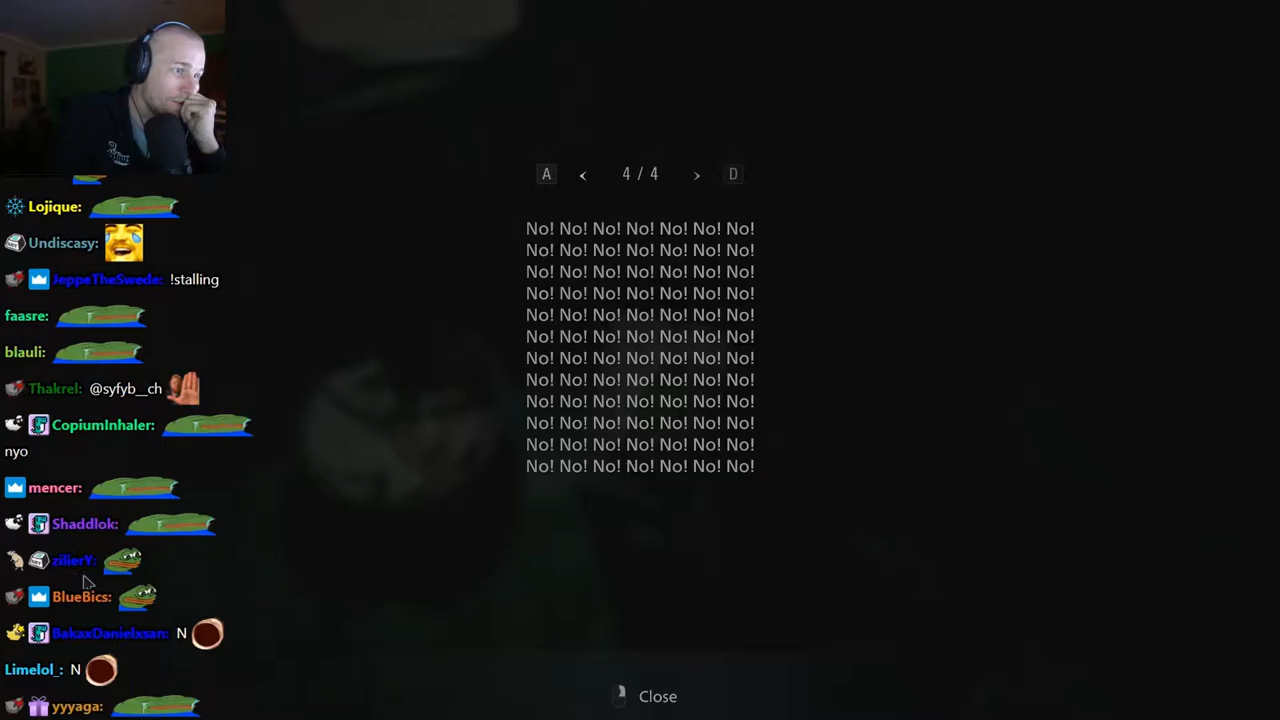 A < 4 / 4 > D
No! No! No! No! No! No! No!
No! No! No! No! No! No! No!
No! No! No! No! No! No! No!
No! No! No! No! No! No! No!
No! No! No! No! No! No! No!
No! No! No! No! No! No! No!
No! No! No! No! No! No! No!
No! No! No! No! No! No! No!
No! No! No! No! No! No! No!
No! No! No! No! No! No! No!
No! No! No! No! No! No! No!
No! No! No! No! No! No! No!
Close
Lojique:
Undiscasy:
JeppeTheSwede: !stalling
faasre:
blauli:
Thakrel: @syfyb__ch
CopiumInhaler:
nyo
mencer:
Shaddlok:
zilierY:
BlueBics:
BakaxDanielxsan: N
Limelol_: N
yyyaga: